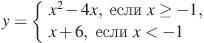 y = { x² − 4x, если x ≥ −1,
x + 6, если x < −1